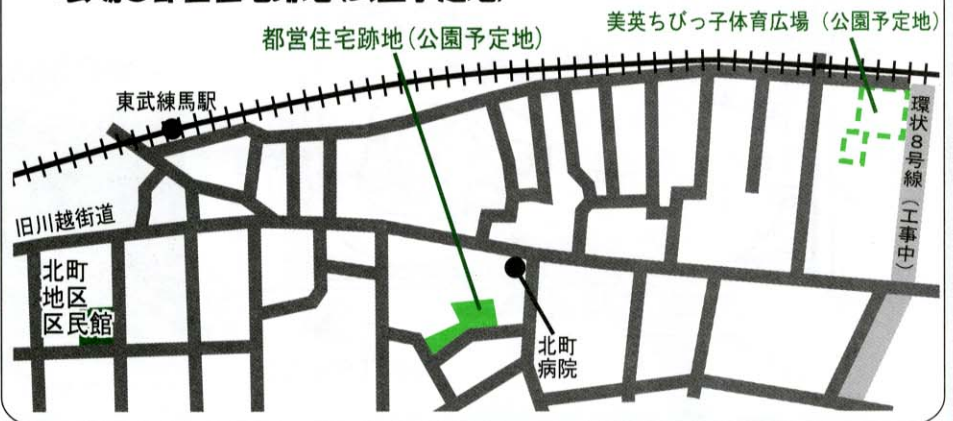 都営住宅跡地(公園予定地)
美英ちびっ子体育広場(公園予定地)
東武練馬駅
環状8号線(工事中)
旧川越街道
北町
地区
区民館
北町
病院